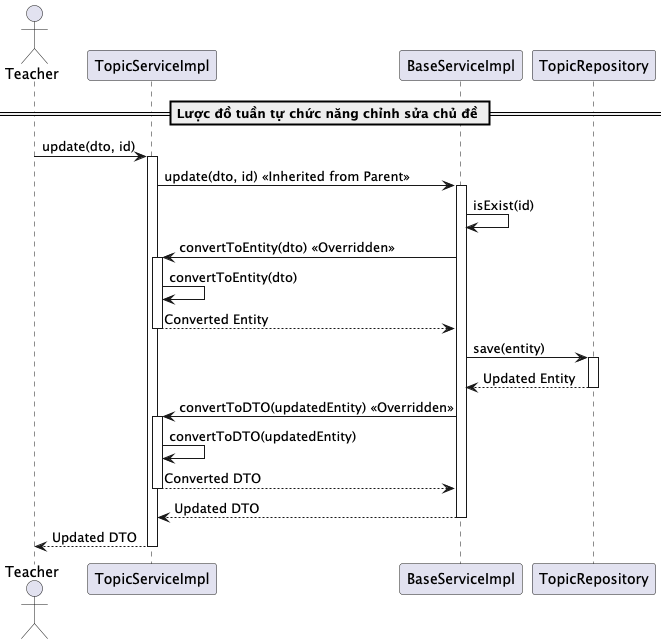 Teacher
TopicServiceImpl
BaseServiceImpl
TopicRepository
Lược đồ tuần tự chức năng chỉnh sửa chủ đề
update(dto, id)
update(dto, id) «Inherited from Parent»
isExist(id)
convertToEntity(dto) «Overridden»
convertToEntity(dto)
Converted Entity
save(entity)
Updated Entity
convertToDTO(updatedEntity) «Overridden»
convertToDTO(updatedEntity)
Converted DTO
Updated DTO
Updated DTO
Teacher
TopicServiceImpl
BaseServiceImpl
TopicRepository